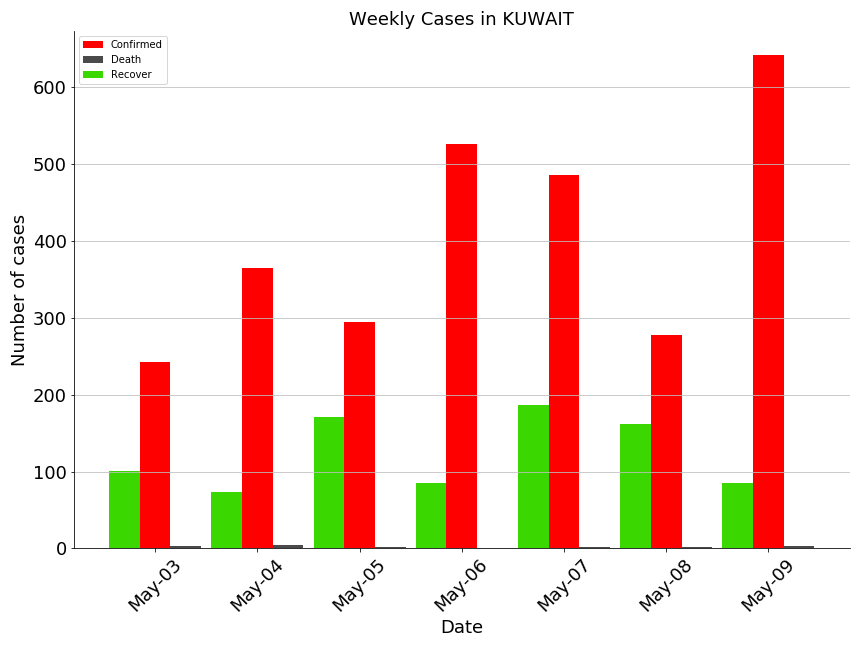 Weekly Cases in KUWAIT
Confirmed
Death
Recover
Number of cases
600
500
400
300
200
100
0
May-03
May-04
May-05
May-06
May-07
May-08
May-09
Date